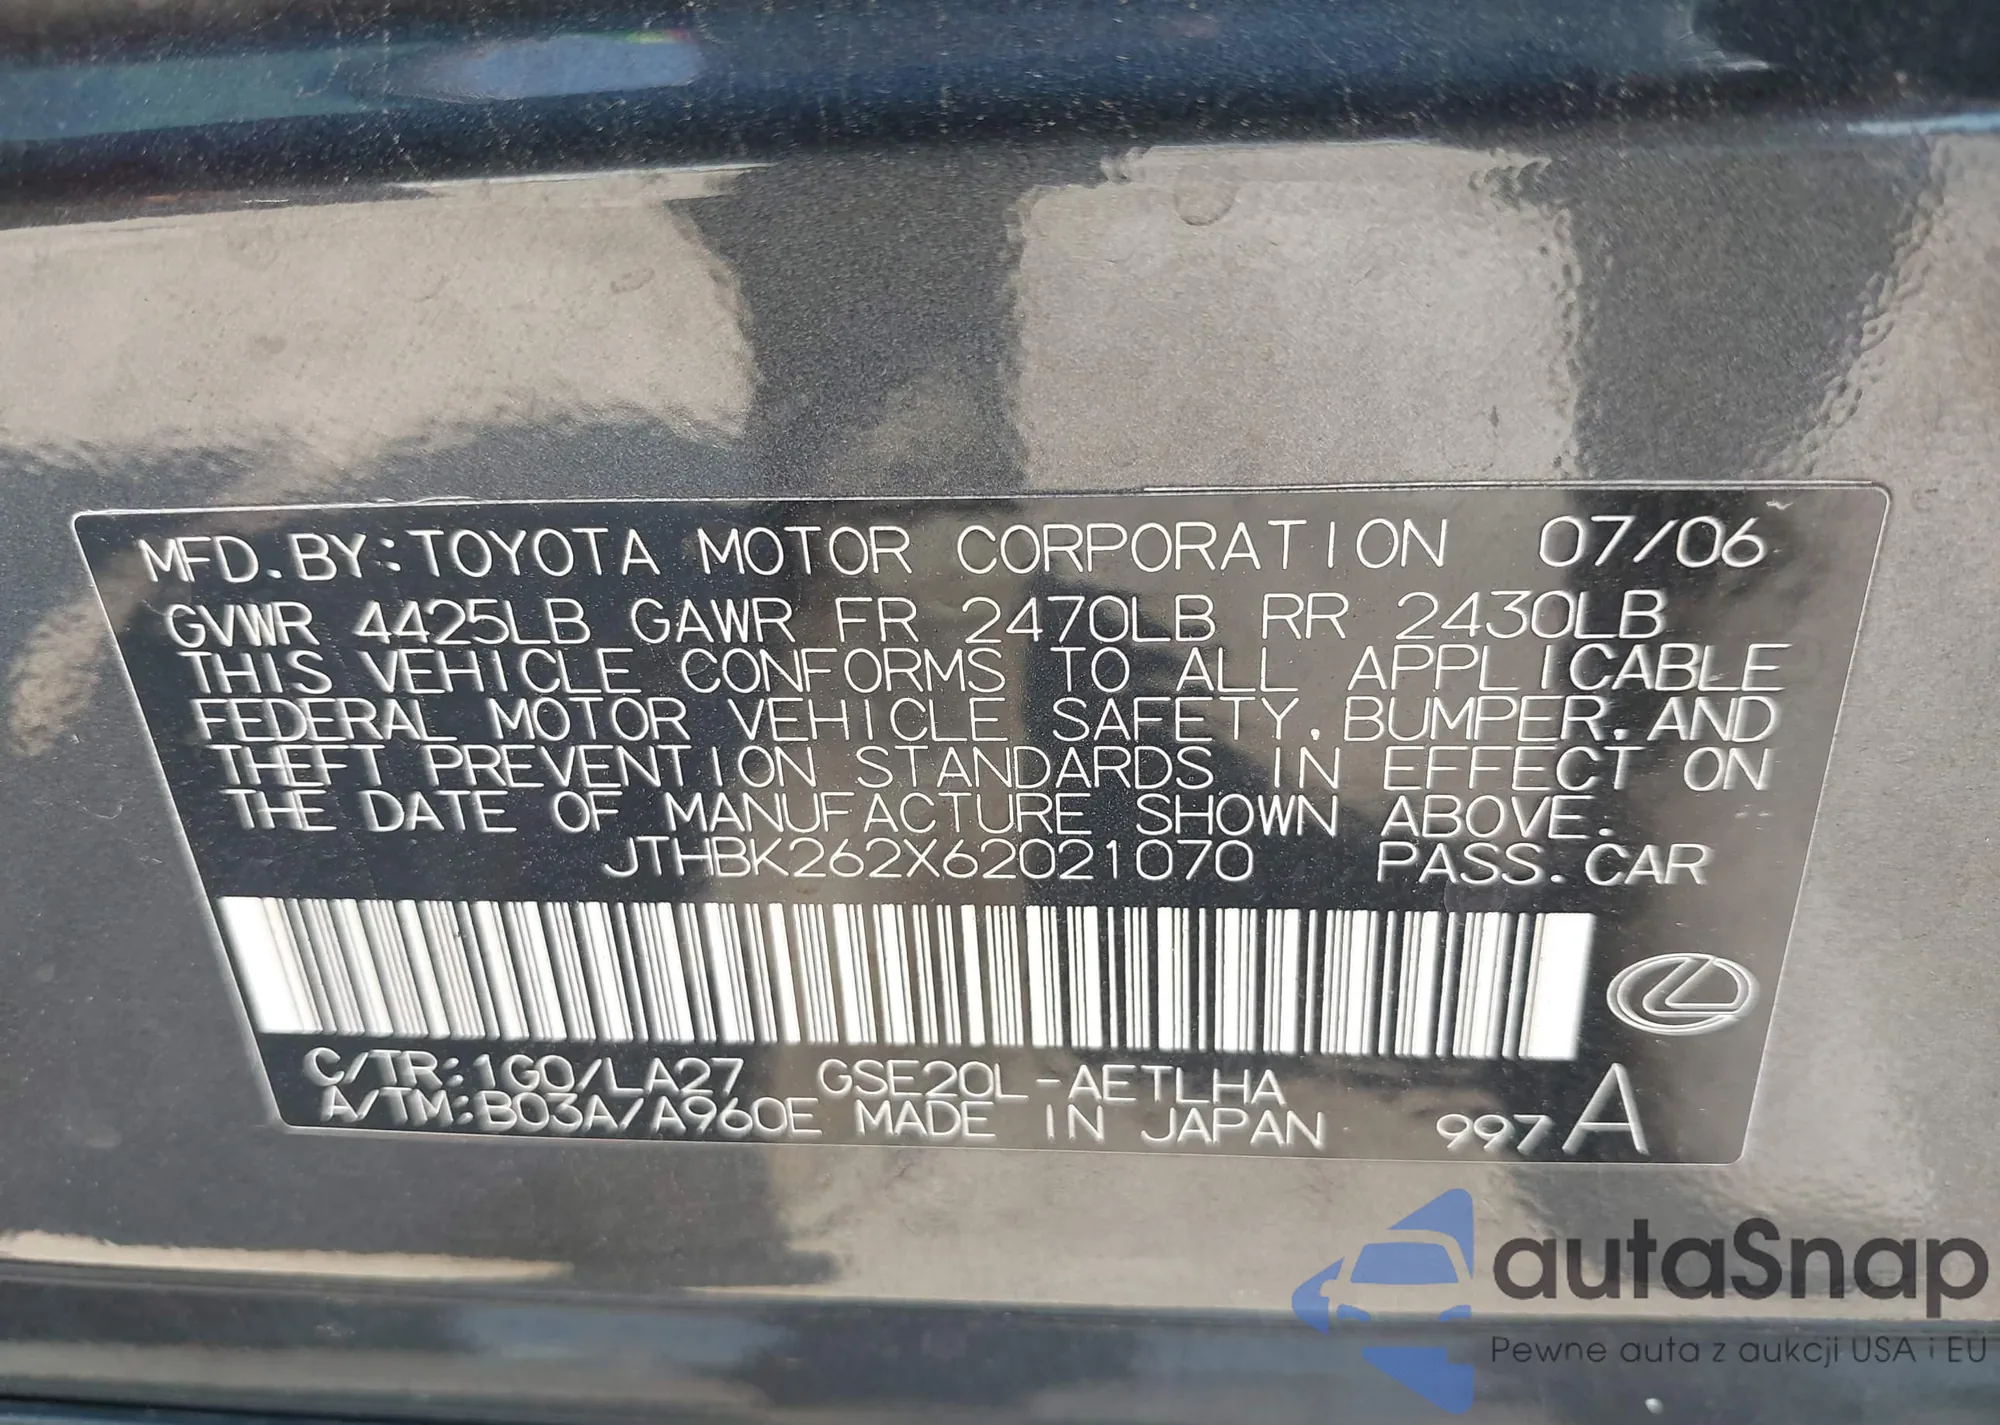 MFD. BY: TOYOTA MOTOR CORPORATION 07/06
GVWR 4425LB GAWR FR 2470LB RR 2430LB
THIS VEHICLE CONFORMS TO ALL APPLICABLE
FEDERAL MOTOR VEHICLE SAFETY, BUMPER, AND
THEFT PREVENTION STANDARDS IN EFFECT ON
THE DATE OF MANUFACTURE SHOWN ABOVE.
JTHBK262X62021070 PASS. CAR
C/TR: 1G0/LA27 GSE20L-AETLHA
A/TM: B03A/A960E MADE IN JAPAN 997 A
autaSnap
Pewne auta z aukcji USA i EU